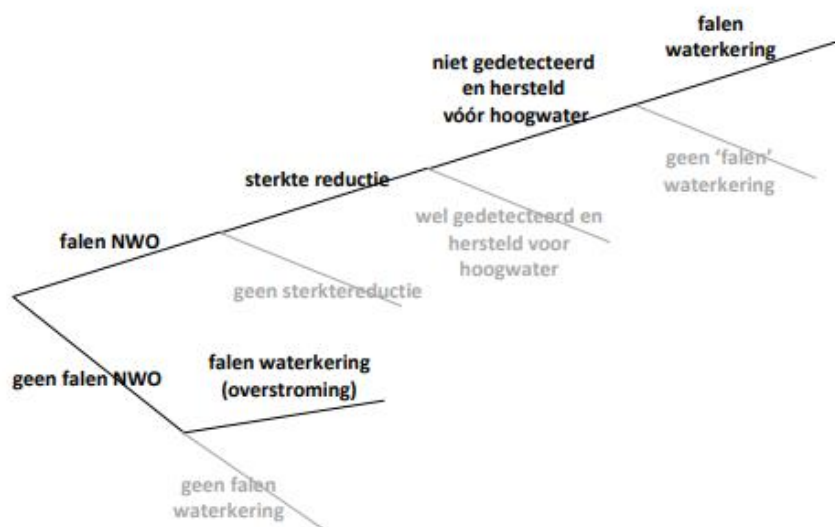 falen
waterkering
niet gedetecteerd
en hersteld
vóór hoogwater
geen ‘falen’
waterkering
sterkte reductie
wel gedetecteerd en
hersteld voor
hoogwater
falen NWO
geen sterktereductie
geen falen NWO
falen waterkering
(overstroming)
geen falen
waterkering